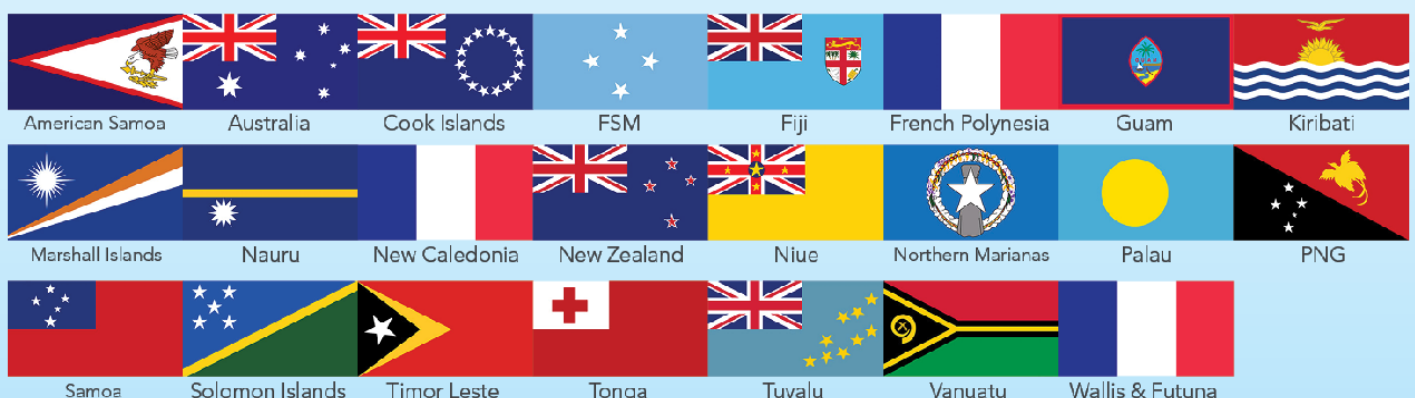 American Samoa Australia Cook Islands FSM Fiji French Polynesia Guam Kiribati
Marshall Islands Nauru New Caledonia New Zealand Niue Northern Marianas Palau PNG
Samoa Solomon Islands Timor Leste Tonga Tuvalu Vanuatu Wallis & Futuna